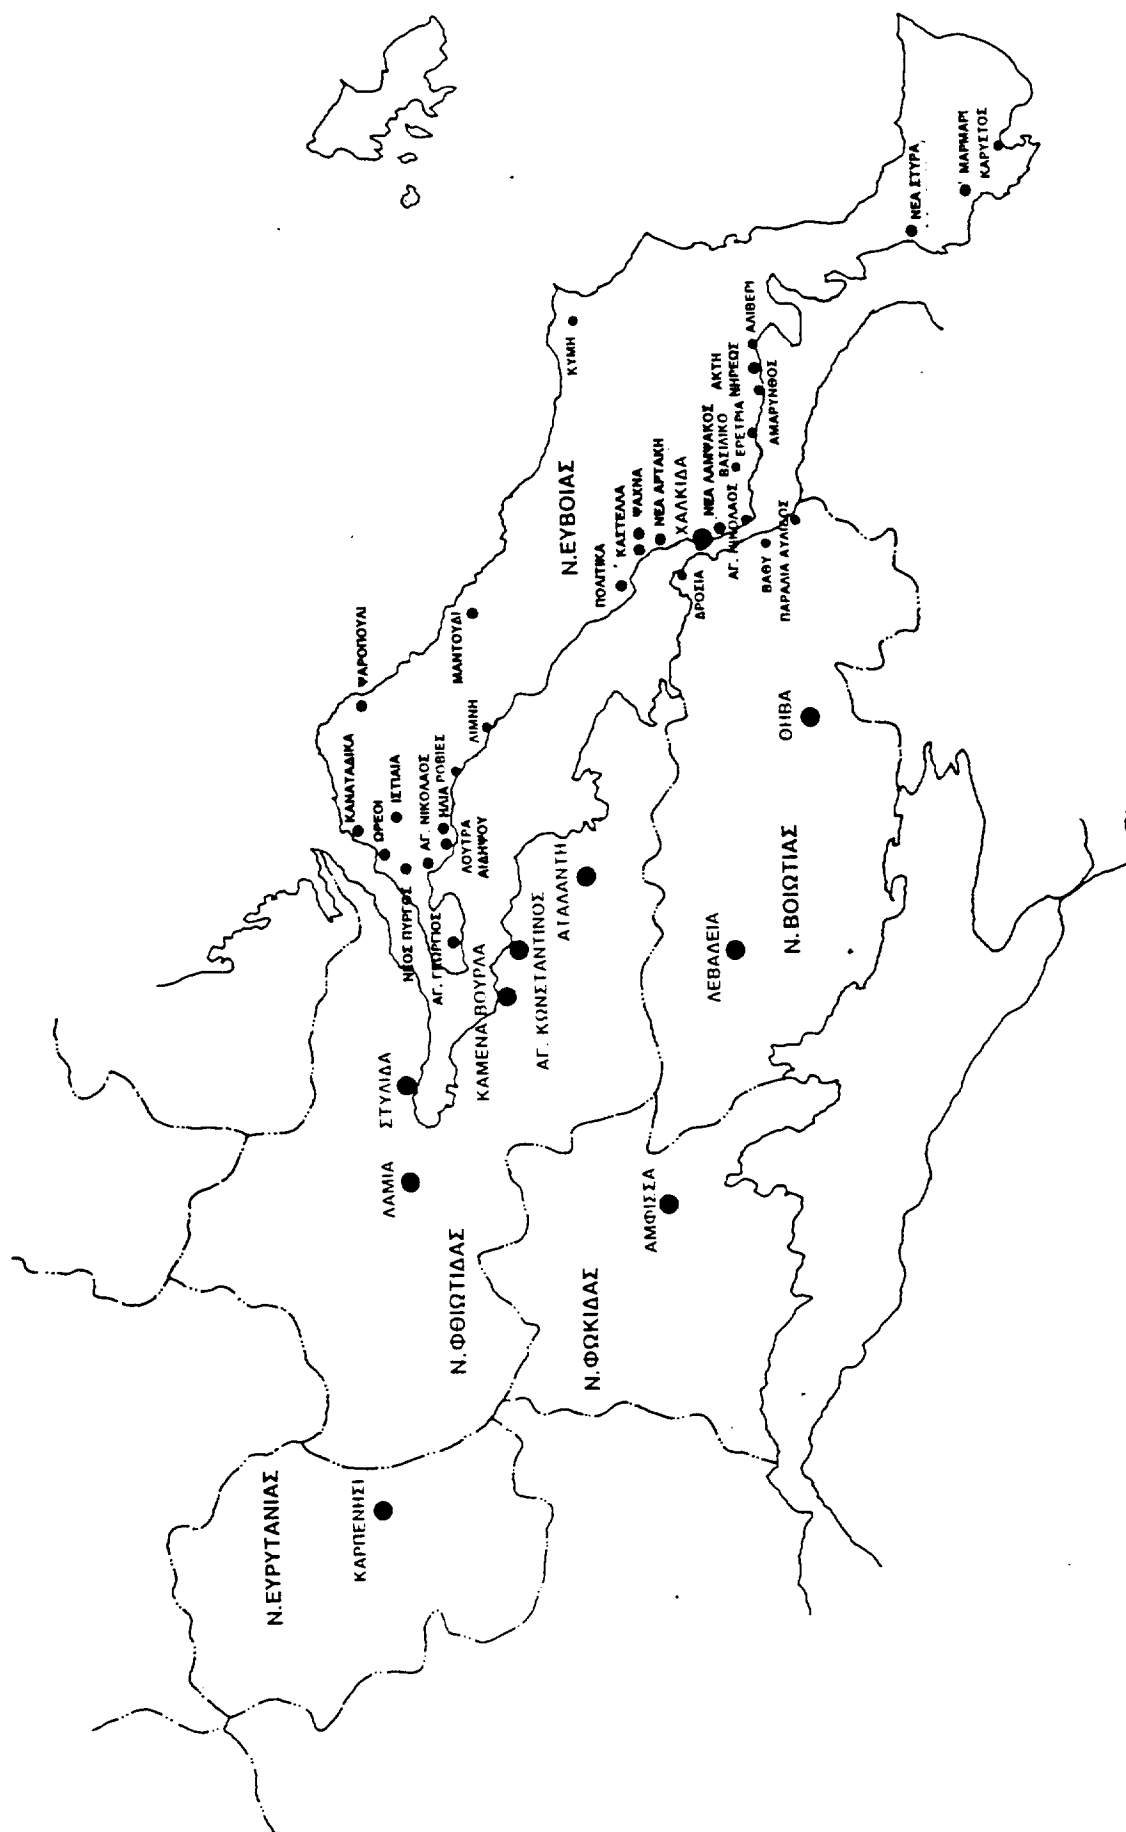 Ν.ΕΥΡΥΤΑΝΙΑΣ
ΚΑΡΠΕΝΗΣΙ
Ν.ΦΘΙΩΤΙΔΑΣ
ΛΑΜΙΑ
ΣΤΥΛΙΔΑ
ΚΑΜΕΝΑ ΒΟΥΡΛΑ
ΑΓ. ΚΩΝΣΤΑΝΤΙΝΟΣ
ΑΤΑΛΑΝΤΗ
Ν.ΦΩΚΙΔΑΣ
ΑΜΦΙΣΣΑ
Ν.ΒΟΙΩΤΙΑΣ
ΛΕΒΑΔΕΙΑ
ΘΗΒΑ
Ν.ΕΥΒΟΙΑΣ
ΚΑΝΑΤΑΔΙΚΑ
ΩΡΕΟΙ
ΙΣΤΙΑΙΑ
ΝΕΟΣ ΠΥΡΓΟΣ
ΑΓ. ΓΕΩΡΓΙΟΣ
ΑΓ. ΝΙΚΟΛΑΟΣ
ΗΛΙΑ
ΡΟΒΙΕΣ
ΛΟΥΤΡΑ
ΑΙΔΗΨΟΥ
ΨΑΡΟΠΟΥΛΙ
ΛΙΜΝΗ
ΜΑΝΤΟΥΔΙ
ΠΟΛΙΤΙΚΑ
ΚΑΣΤΕΛΛΑ
ΨΑΧΝΑ
ΝΕΑ ΑΡΤΑΚΗ
ΧΑΛΚΙΔΑ
ΔΡΟΣΙΑ
ΝΕΑ ΛΑΜΨΑΚΟΣ
ΒΑΣΙΛΙΚΟ
ΑΓ. ΝΙΚΟΛΑΟΣ
ΕΡΕΤΡΙΑ
ΑΚΤΗ
ΝΗΡΕΩΣ
ΒΑΘΥ
ΠΑΡΑΛΙΑ ΑΥΛΙΔΟΣ
ΑΜΑΡΥΝΘΟΣ
ΑΛΙΒΕΡΙ
ΚΥΜΗ
ΝΕΑ ΣΤΥΡΑ
ΜΑΡΜΑΡΙ
ΚΑΡΥΣΤΟΣ